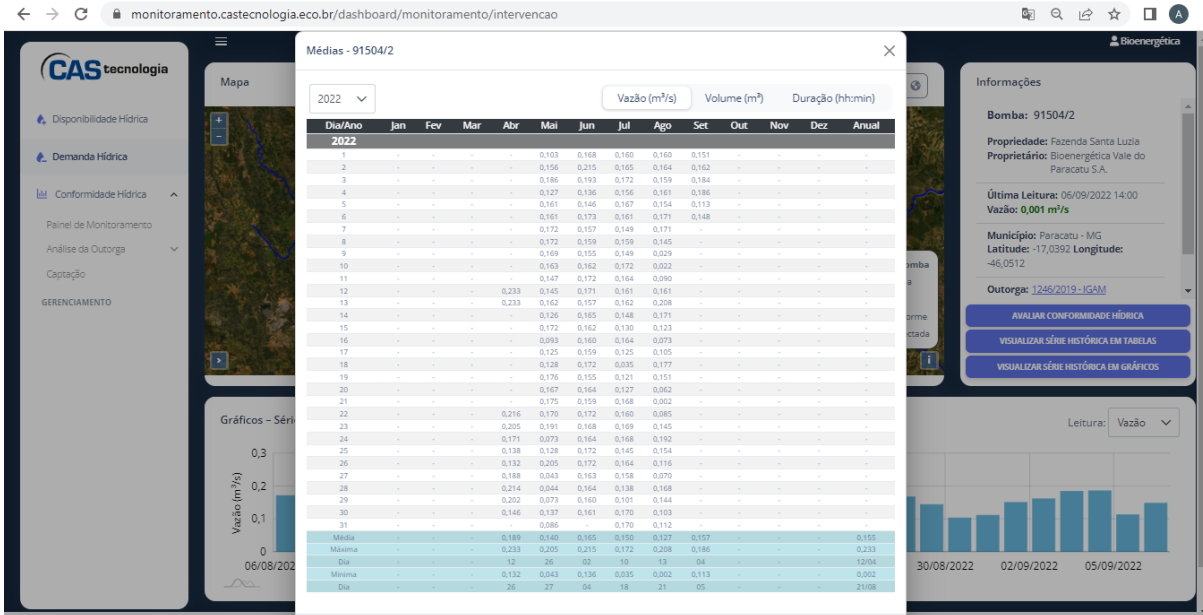 monitoramento.castecnologia.eco.br/dashboard/monitoramento/intervencao
A
CAS tecnologia
Disponibilidade Hídrica
Demanda Hídrica
Conformidade Hídrica
Painel de Monitoramento
Análise da Outorga
Captação
GERENCIAMENTO
Bioenergética
Mapa
+
-
Médias - 91504/2
2022
Vazão (m³/s) Volume (m³) Duração (hh:min)
Dia/Ano Jan Fev Mar Abr Mai Jun Jul Ago Set Out Nov Dez Anual
2022
1 - - - - 0,103 0,168 0,160 0,160 0,151 - - - -
2 - - - - 0,156 0,215 0,165 0,164 0,162 - - - -
3 - - - - 0,186 0,193 0,172 0,159 0,184 - - - -
4 - - - - 0,127 0,136 0,156 0,161 0,186 - - - -
5 - - - - 0,161 0,146 0,167 0,154 0,113 - - - -
6 - - - - 0,161 0,173 0,161 0,171 0,148 - - - -
7 - - - - 0,172 0,157 0,149 0,171 - - - - -
8 - - - - 0,172 0,159 0,159 0,145 - - - - -
9 - - - - 0,169 0,155 0,149 0,029 - - - - -
10 - - - - 0,163 0,162 0,172 0,022 - - - - -
11 - - - - 0,147 0,172 0,164 0,090 - - - - -
12 - - - 0,233 0,145 0,171 0,161 0,161 - - - - -
13 - - - 0,233 0,162 0,157 0,162 0,208 - - - - -
14 - - - - 0,126 0,165 0,148 0,171 - - - - -
15 - - - - 0,172 0,162 0,130 0,123 - - - - -
16 - - - - 0,093 0,160 0,164 0,073 - - - - -
17 - - - - 0,125 0,159 0,125 0,105 - - - - -
18 - - - - 0,128 0,172 0,035 0,177 - - - - -
19 - - - - 0,176 0,155 0,121 0,151 - - - - -
20 - - - - 0,167 0,164 0,127 0,062 - - - - -
21 - - - - 0,175 0,159 0,168 0,002 - - - - -
22 - - - 0,216 0,170 0,172 0,160 0,085 - - - - -
23 - - - 0,205 0,191 0,168 0,169 0,145 - - - - -
24 - - - 0,171 0,073 0,164 0,168 0,192 - - - - -
25 - - - 0,138 0,128 0,172 0,145 0,154 - - - - -
26 - - - 0,132 0,205 0,172 0,164 0,116 - - - - -
27 - - - 0,188 0,043 0,163 0,158 0,070 - - - - -
28 - - - 0,214 0,044 0,164 0,138 0,168 - - - - -
29 - - - 0,202 0,073 0,160 0,101 0,144 - - - - -
30 - - - 0,146 0,137 0,161 0,170 0,103 - - - - -
31 - - - - 0,086 - 0,170 0,112 - - - - -
Média - - - 0,189 0,140 0,165 0,150 0,127 0,157 - - - 0,155
Máxima - - - 0,233 0,205 0,215 0,172 0,208 0,186 - - - 0,233
Dia - - - 12 26 02 10 13 04 - - - 12/04
Mínima - - - 0,132 0,043 0,136 0,035 0,002 0,113 - - - 0,002
Dia - - - 26 27 04 18 21 05 - - - 21/08
omba
a
orme
ctada
i
Informações
Bomba: 91504/2
Propriedade: Fazenda Santa Luzia
Proprietário: Bioenergética Vale do
Paracatu S.A.
Última Leitura: 06/09/2022 14:00
Vazão: 0,001 m³/s
Município: Paracatu - MG
Latitude: -17,0392 Longitude:
-46,0512
Outorga: 1246/2019 - IGAM
AVALIAR CONFORMIDADE HÍDRICA
VISUALIZAR SÉRIE HISTÓRICA EM TABELAS
VISUALIZAR SÉRIE HISTÓRICA EM GRÁFICOS
Gráficos – Séri
Leitura: Vazão
Vazão (m³/s)
0,3
0,2
0,1
0
06/08/202 30/08/2022 02/09/2022 05/09/2022